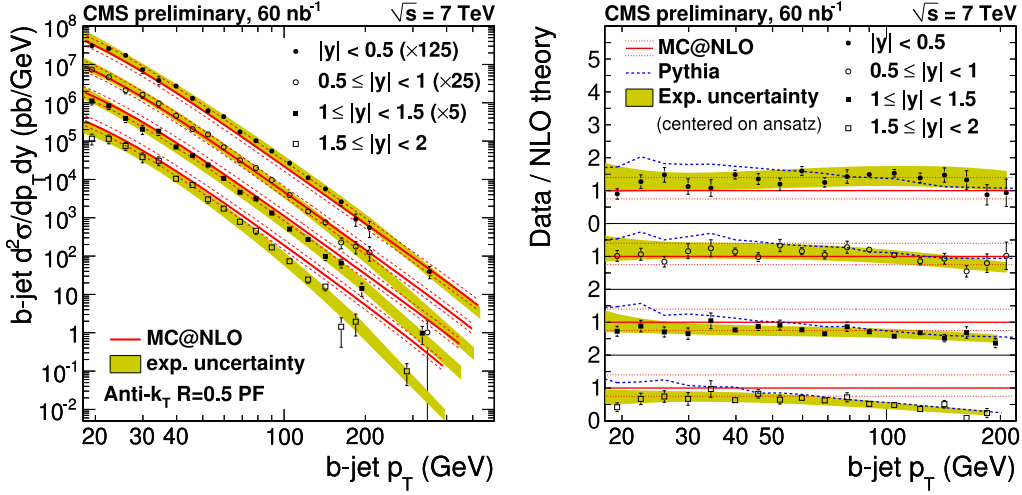 CMS preliminary, 60 nb⁻¹ √s = 7 TeV
b-jet d²σ/dp_T dy (pb/GeV)
10⁸
10⁷
10⁶
10⁵
10⁴
10³
10²
10
1
10⁻¹
10⁻²
|y| < 0.5 (×125)
0.5 ≤ |y| < 1 (×25)
1 ≤ |y| < 1.5 (×5)
1.5 ≤ |y| < 2
MC@NLO
exp. uncertainty
Anti-k_T R=0.5 PF
20 30 40 100 200
b-jet p_T (GeV)
CMS preliminary, 60 nb⁻¹ √s = 7 TeV
Data / NLO theory
MC@NLO
Pythia
Exp. uncertainty
(centered on ansatz)
|y| < 0.5
0.5 ≤ |y| < 1
1 ≤ |y| < 1.5
1.5 ≤ |y| < 2
5
4
3
2
1
0
0
1
2
2
1
2
1
0
0
20 30 40 50 100 200
b-jet p_T (GeV)